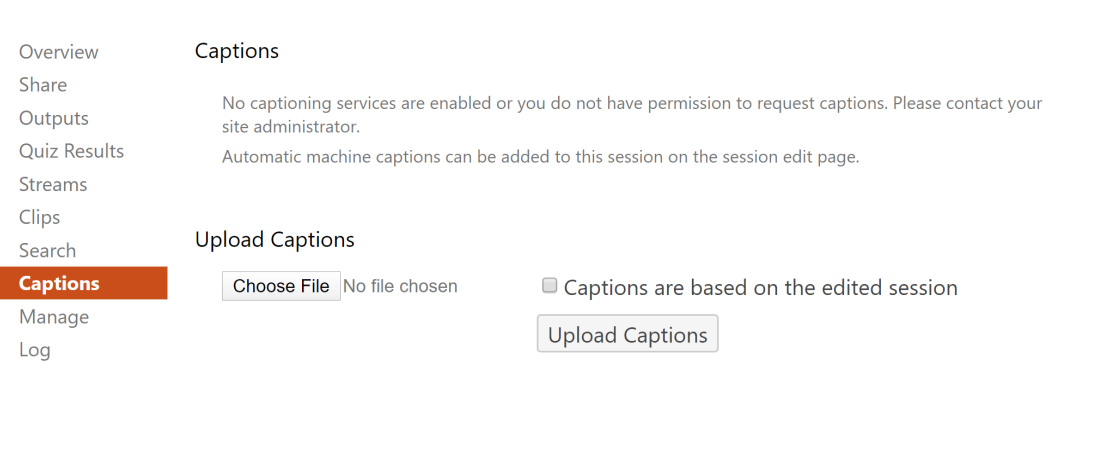 Overview
Share
Outputs
Quiz Results
Streams
Clips
Search
Captions
Manage
Log
Captions
No captioning services are enabled or you do not have permission to request captions. Please contact your
site administrator.
Automatic machine captions can be added to this session on the session edit page.
Upload Captions
Choose File No file chosen
Captions are based on the edited session
Upload Captions